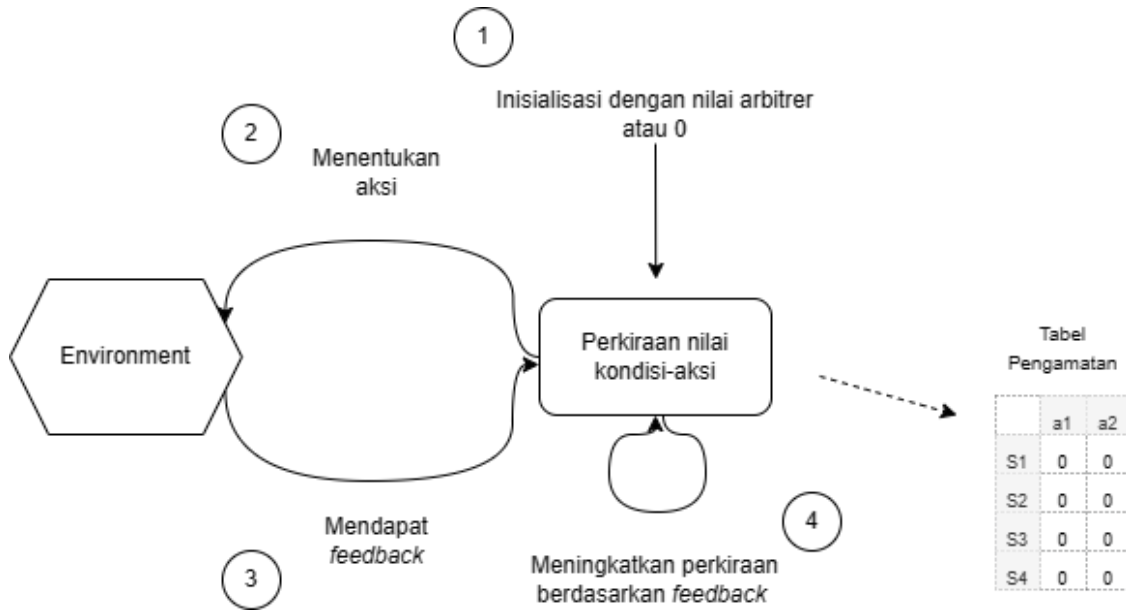 1
Inisialisasi dengan nilai arbitrer
atau 0
2
Menentukan
aksi
Environment
Perkiraan nilai
kondisi-aksi
Mendapat
feedback
3
4
Meningkatkan perkiraan
berdasarkan feedback
Tabel
Pengamatan
a1 a2
S1 0 0
S2 0 0
S3 0 0
S4 0 0